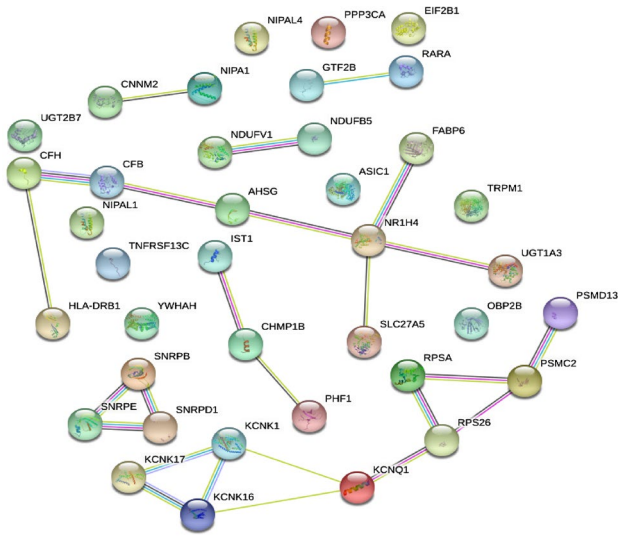 NIPAL4
PPP3CA
EIF2B1
CNNM2
NIPA1
GTF2B
RARA
UGT2B7
NDUFV1
NDUFB5
FABP6
CFH
CFB
AHSG
ASIC1
TRPM1
NIPAL1
NR1H4
TNFRSF13C
IST1
UGT1A3
HLA-DRB1
YWHAH
CHMP1B
SLC27A5
OBP2B
PSMD13
SNRPB
RPSA
PSMC2
SNRPE
SNRPD1
PHF1
RPS26
KCNK1
KCNK17
KCNQ1
KCNK16